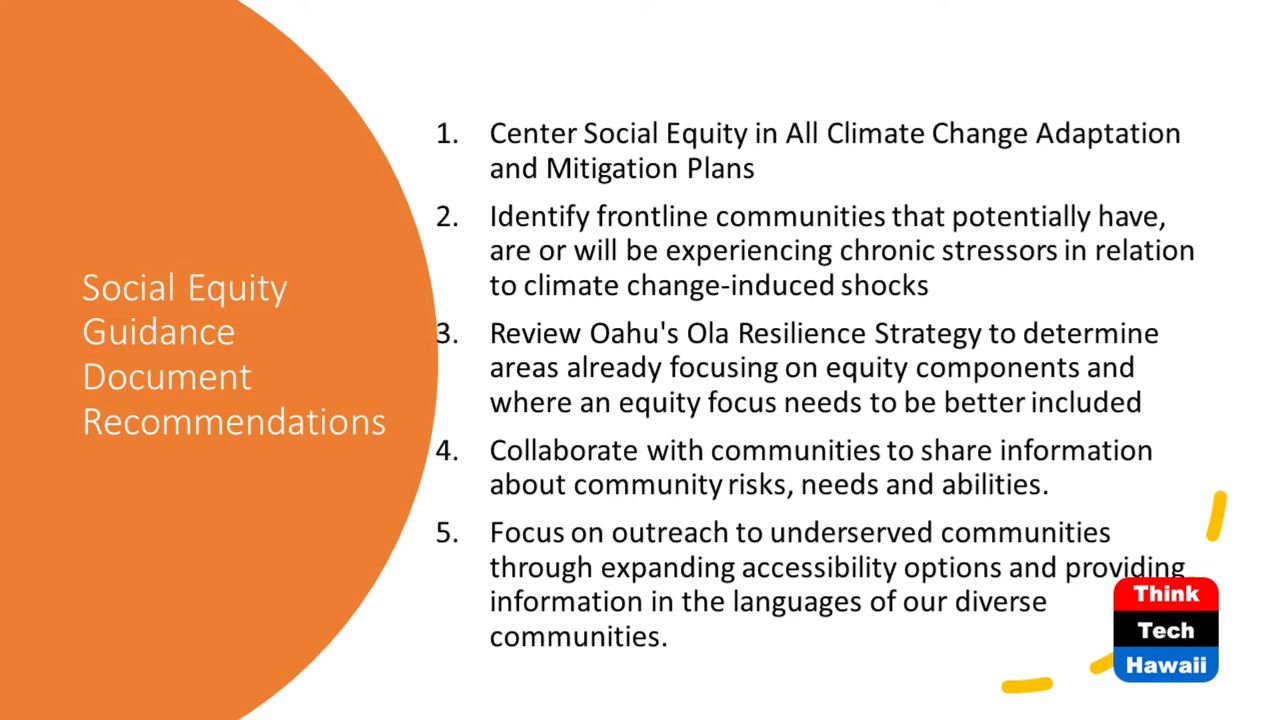 Social Equity
Guidance
Document
Recommendations
1. Center Social Equity in All Climate Change Adaptation
and Mitigation Plans
2. Identify frontline communities that potentially have,
are or will be experiencing chronic stressors in relation
to climate change-induced shocks
3. Review Oahu's Ola Resilience Strategy to determine
areas already focusing on equity components and
where an equity focus needs to be better included
4. Collaborate with communities to share information
about community risks, needs and abilities.
5. Focus on outreach to underserved communities
through expanding accessibility options and providing
information in the languages of our diverse
communities.
Think
Tech
Hawaii